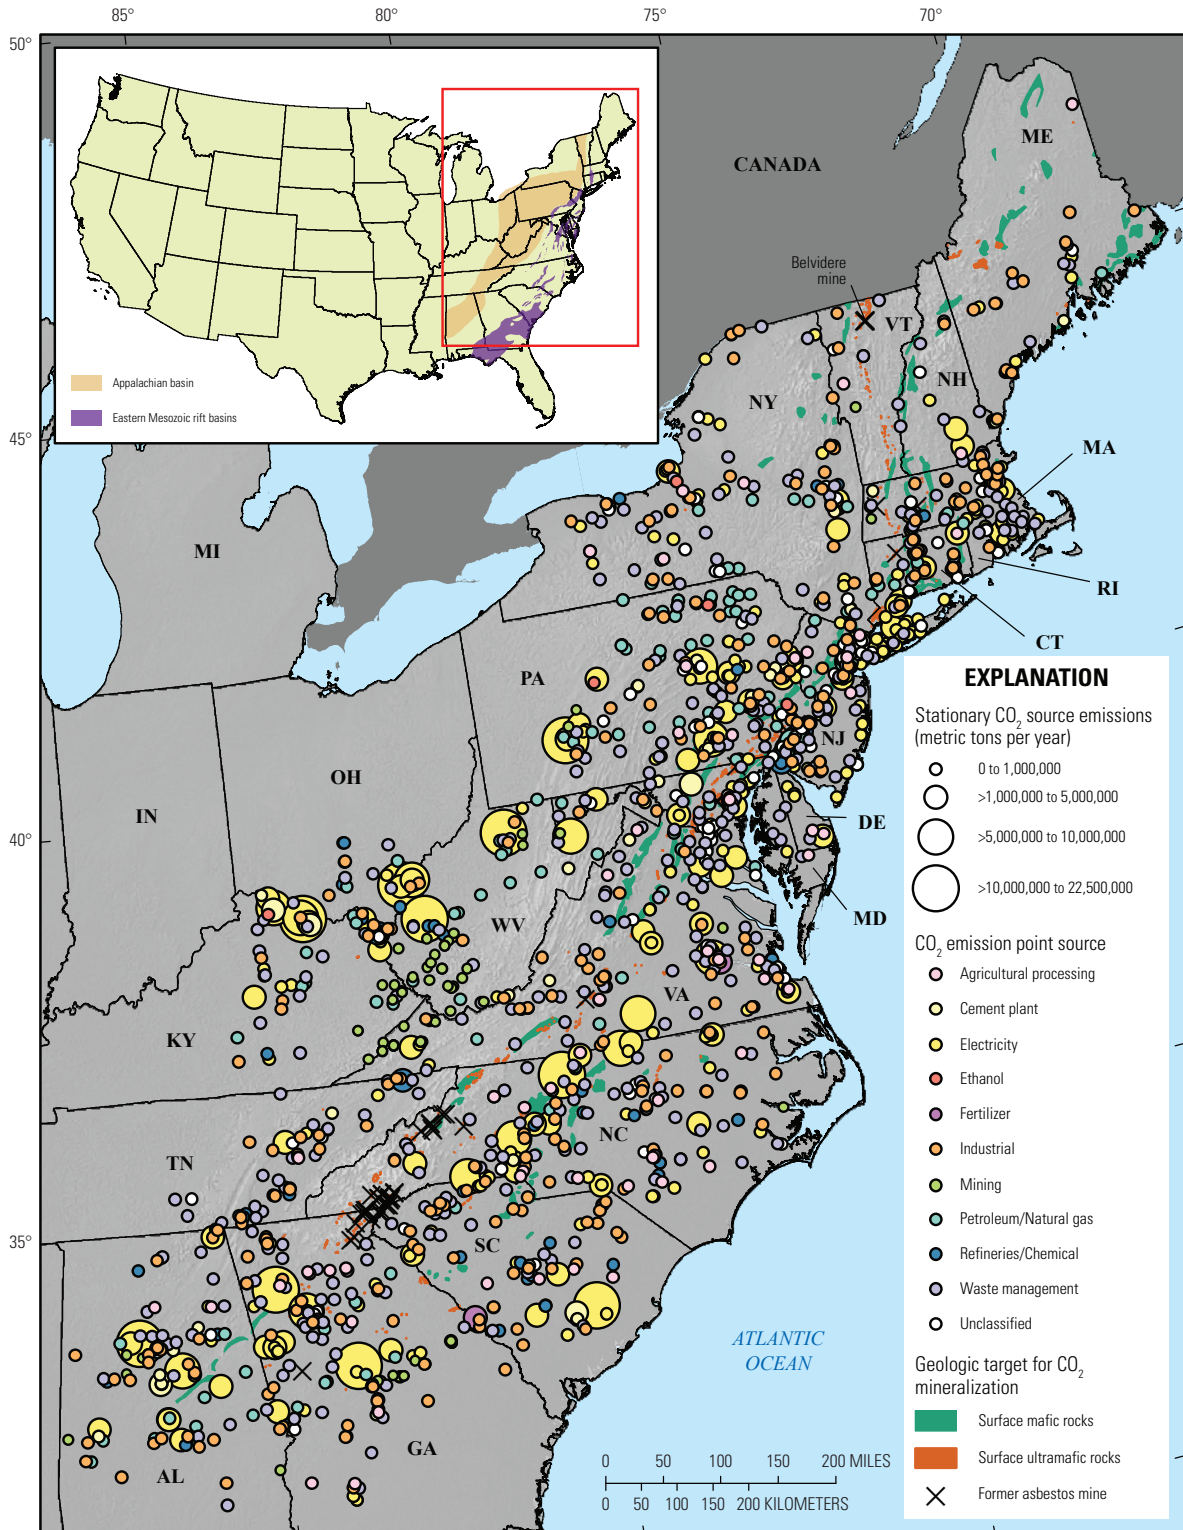 85°
80°
75°
70°
50°
45°
40°
35°
85°
80°
75°
70°
Appalachian basin
Eastern Mesozoic rift basins
CANADA
ME
Belvidere
mine
VT
NH
NY
MA
MI
RI
CT
PA
NJ
OH
IN
DE
MD
WV
VA
KY
NC
TN
SC
GA
AL
ATLANTIC
OCEAN
0 50 100 150 200 MILES
0 50 100 150 200 KILOMETERS
EXPLANATION
Stationary CO₂ source emissions
(metric tons per year)
0 to 1,000,000
>1,000,000 to 5,000,000
>5,000,000 to 10,000,000
>10,000,000 to 22,500,000
CO₂ emission point source
Agricultural processing
Cement plant
Electricity
Ethanol
Fertilizer
Industrial
Mining
Petroleum/Natural gas
Refineries/Chemical
Waste management
Unclassified
Geologic target for CO₂
mineralization
Surface mafic rocks
Surface ultramafic rocks
Former asbestos mine